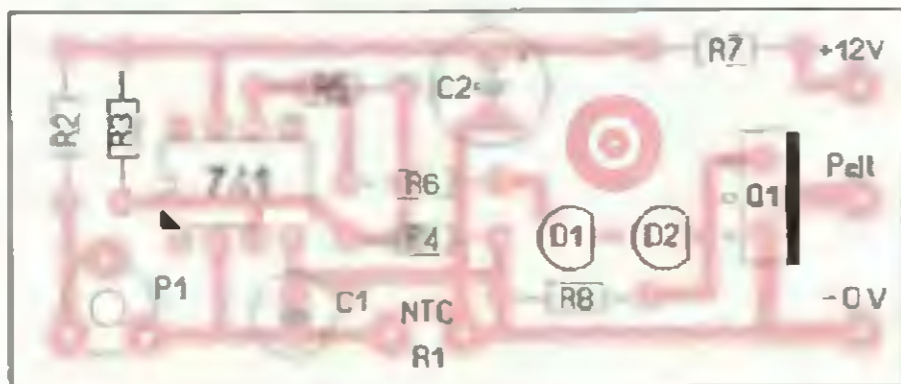 R7
+12V
R5
C2
R2
R3
741
R6
Q1
Pelt
R4
D1
D2
P1
C1
NTC
R8
-0V
R1